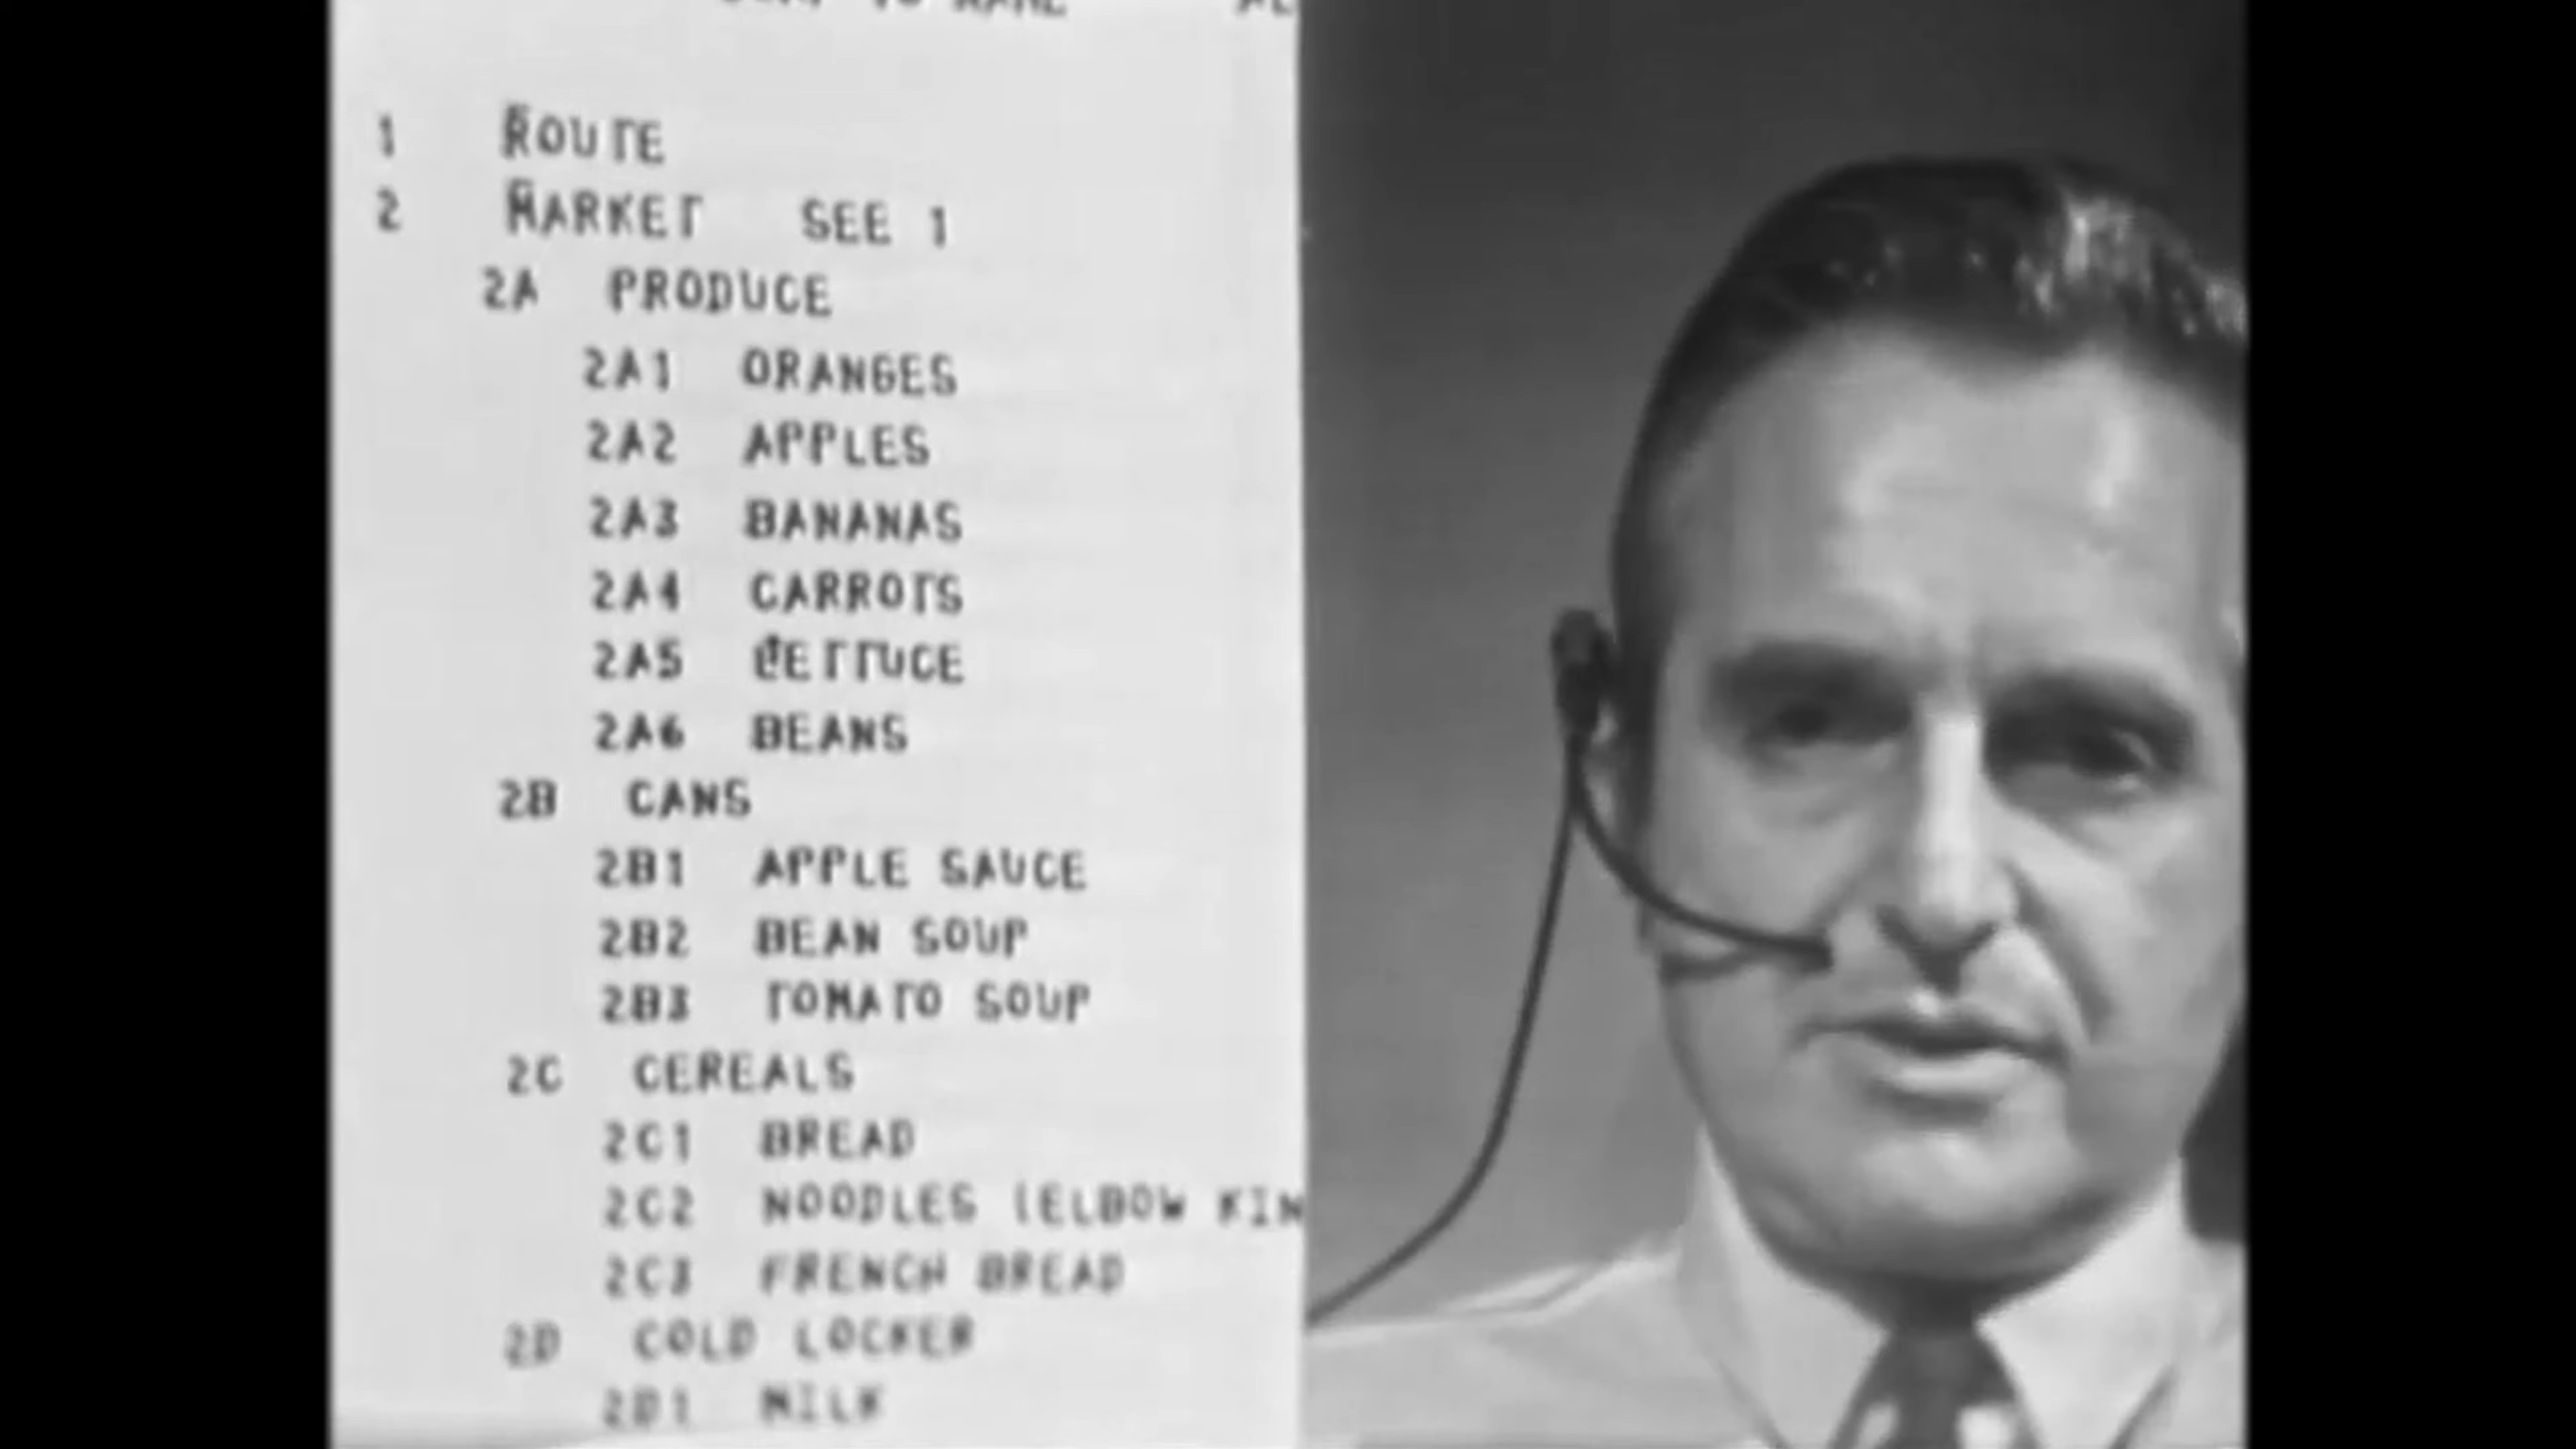 1 ROUTE
2 MARKET SEE 1
2A PRODUCE
2A1 ORANGES
2A2 APPLES
2A3 BANANAS
2A4 CARROTS
2A5 LETTUCE
2A6 BEANS
2B CANS
2B1 APPLE SAUCE
2B2 BEAN SOUP
2B3 TOMATO SOUP
2C CEREALS
2C1 BREAD
2C2 NOODLES (ELBOW KIN
2C3 FRENCH BREAD
2D COLD LOCKER
2D1 MILK